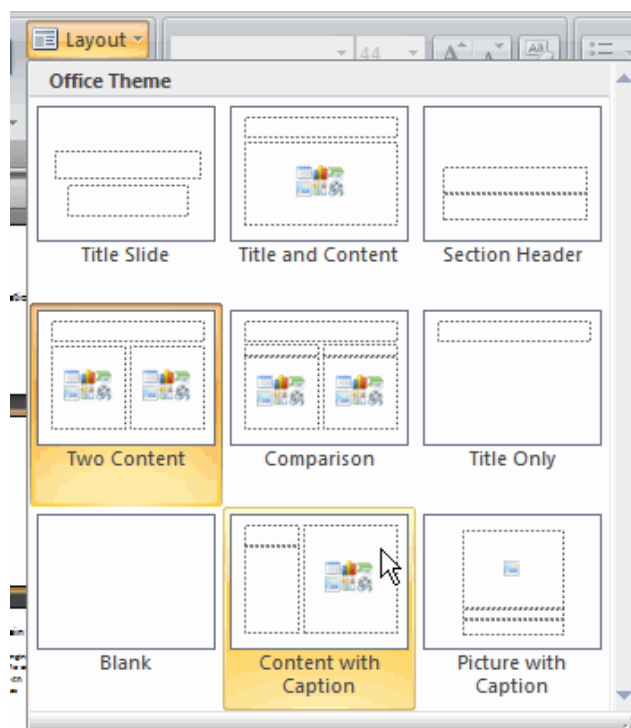 Layout
44
Office Theme
Title Slide
Title and Content
Section Header
Two Content
Comparison
Title Only
Blank
Content with
Caption
Picture with
Caption